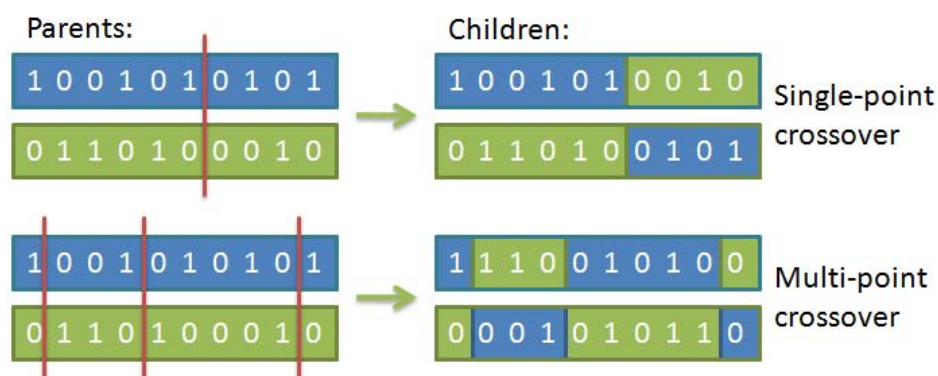 Parents:
Children:
1 0 0 1 0 1 0 1 0 1
1 0 0 1 0 1 0 0 1 0
0 1 1 0 1 0 0 0 1 0
0 1 1 0 1 0 0 1 0 1
Single-point
crossover
1 0 0 1 0 1 0 1 0 1
1 1 1 0 0 1 0 1 0 0
0 1 1 0 1 0 0 0 1 0
0 0 0 1 0 1 0 1 1 0
Multi-point
crossover